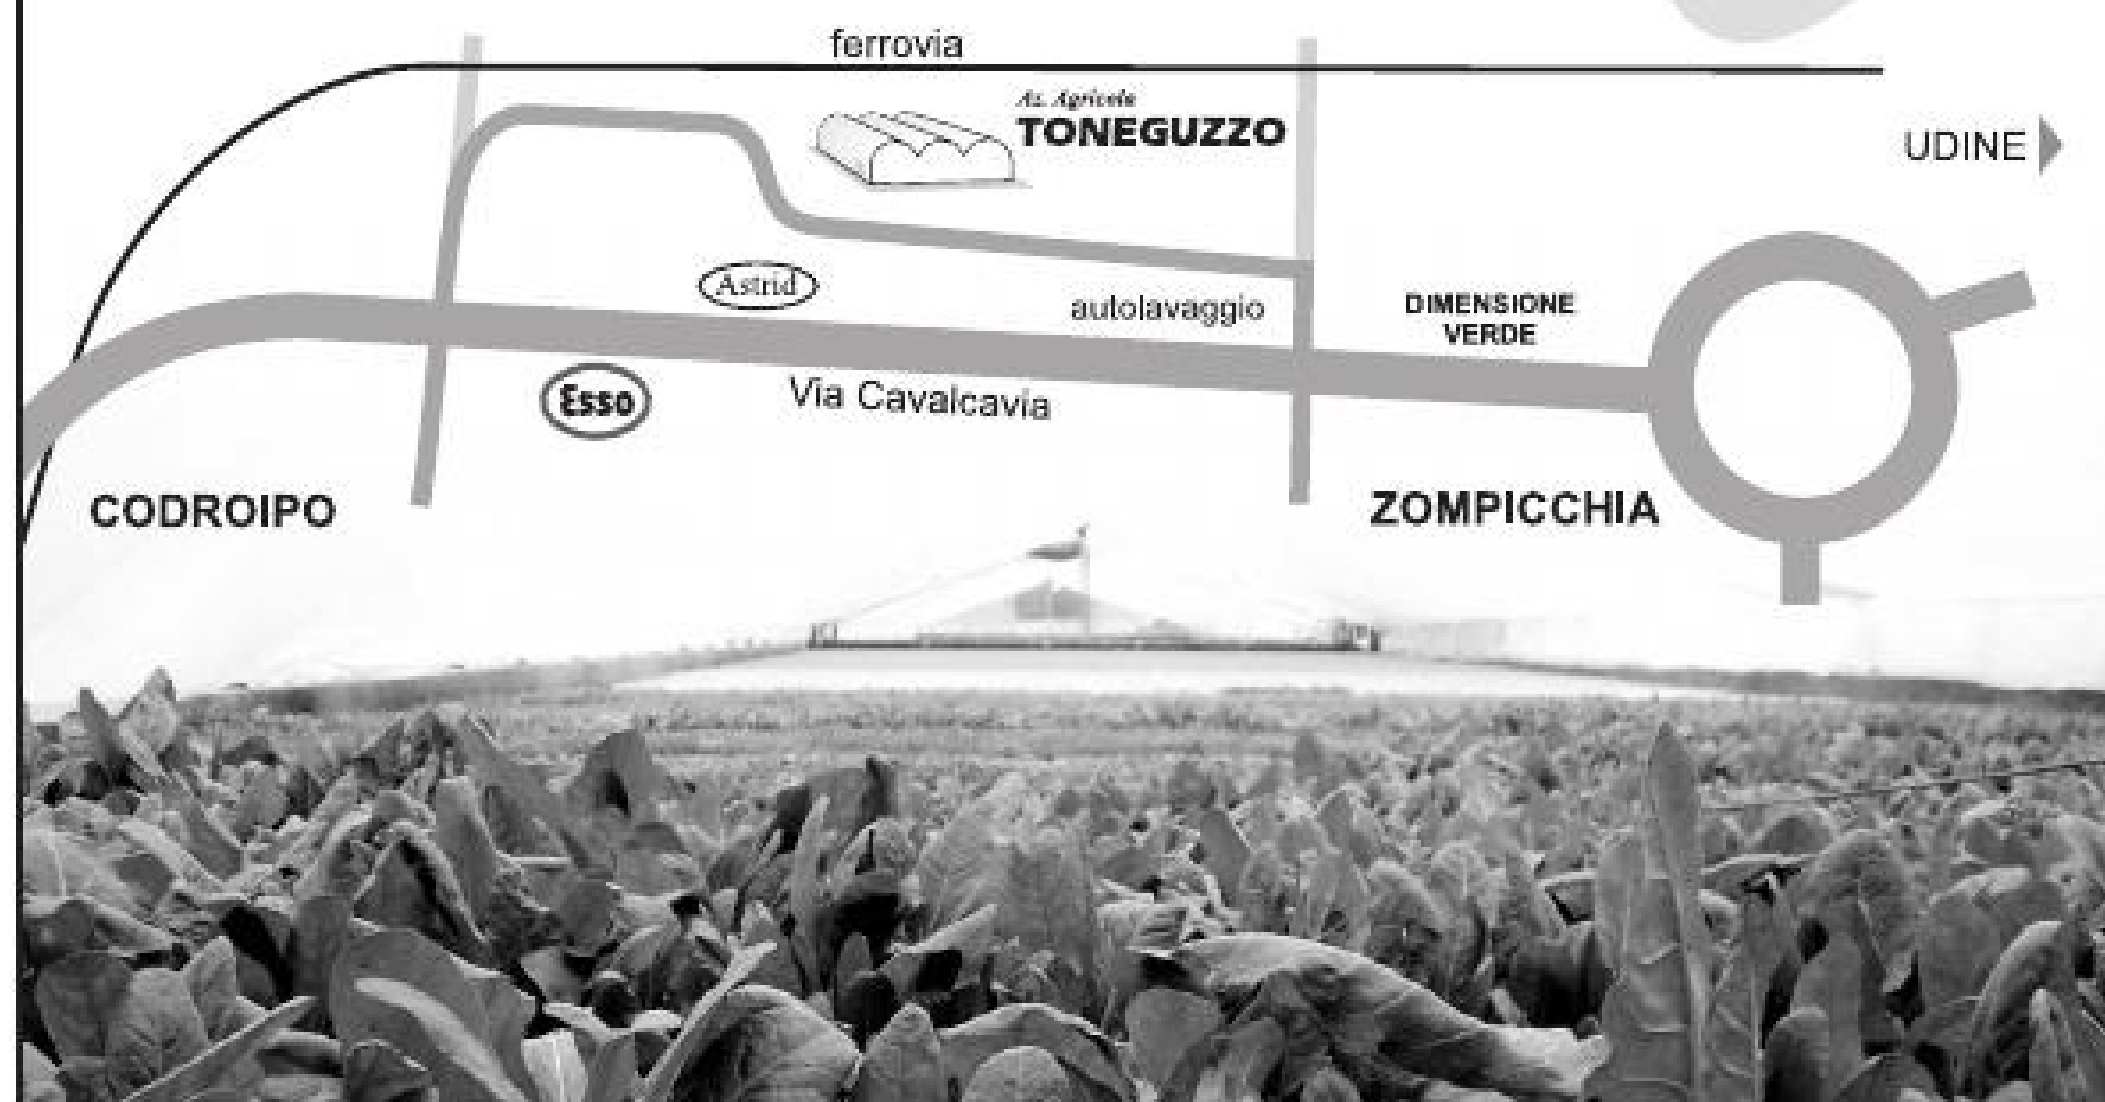 ferrovia
Az. Agricola
TONEGUZZO
UDINE
Astrid
autolavaggio
DIMENSIONE
VERDE
Esso
Via Cavalcavia
CODROIPO
ZOMPICCHIA